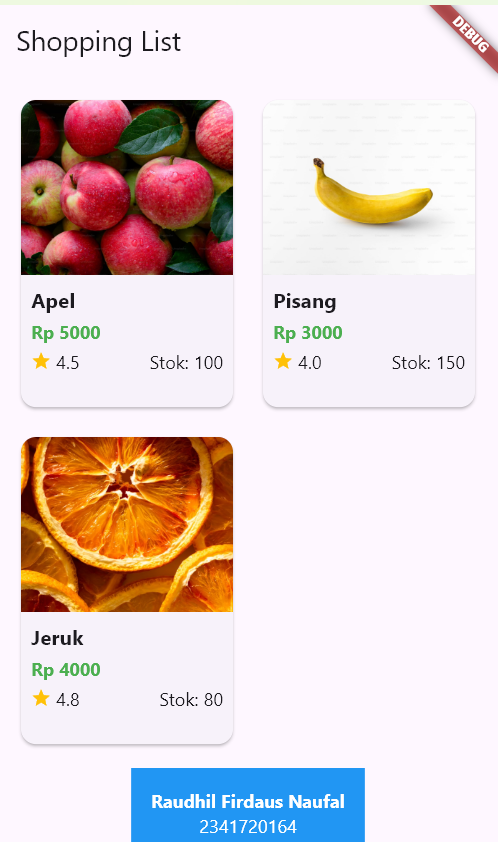 Shopping List
DEBUG
Apel
Rp 5000
4.5 Stok: 100
Pisang
Rp 3000
4.0 Stok: 150
Jeruk
Rp 4000
4.8 Stok: 80
Raudhil Firdaus Naufal
2341720164